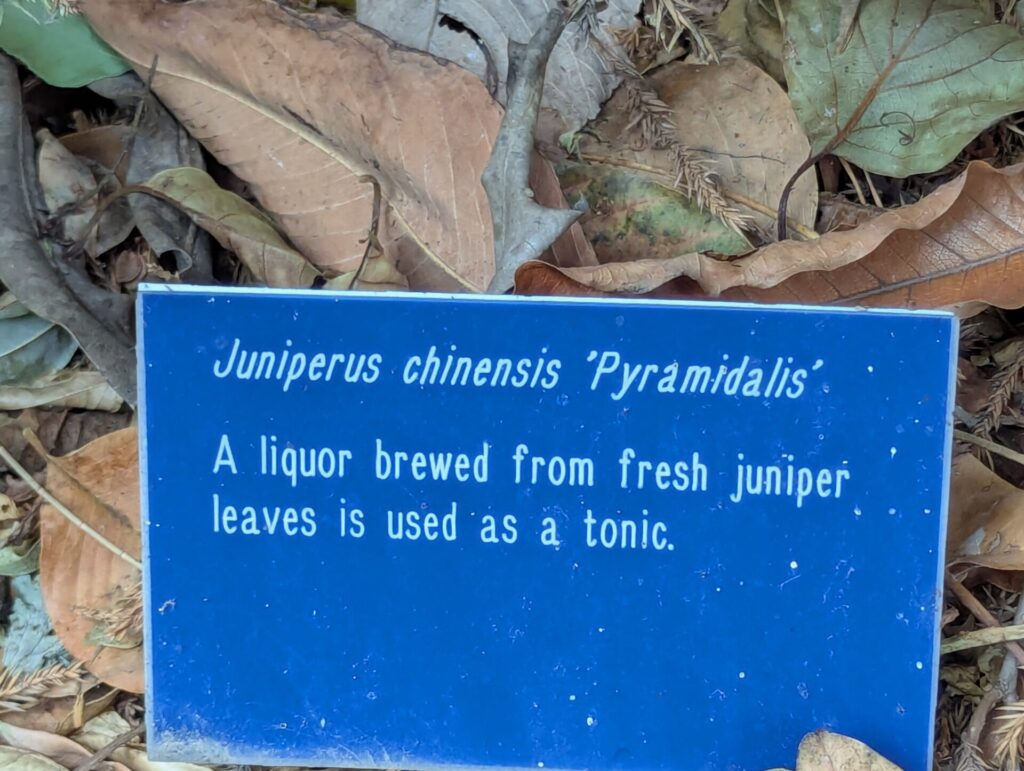 Juniperus chinensis 'Pyramidalis'
A liquor brewed from fresh juniper
leaves is used as a tonic.